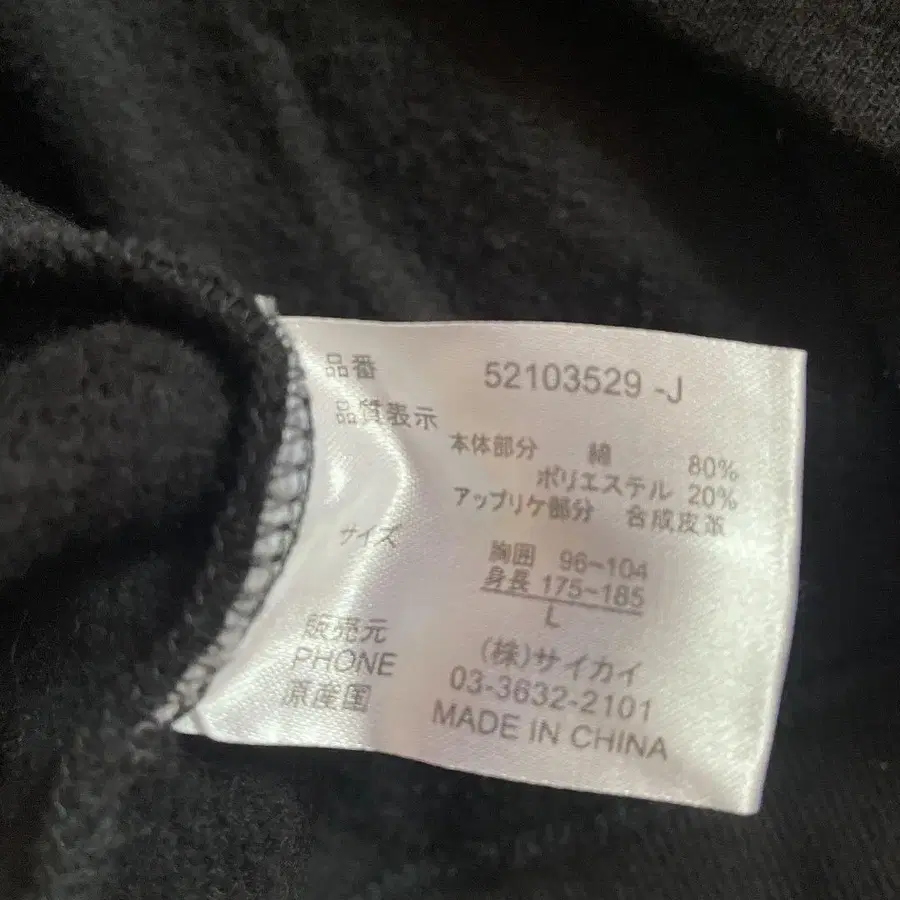 品番 52103529 -J
品質表示
本体部分 綿 80%
ポリエステル 20%
アップリケ部分 合成皮革
サイズ 胸囲 96~104
身長 175~185
L
販売元 (株)サイカイ
PHONE 03-3632-2101
原産国 MADE IN CHINA